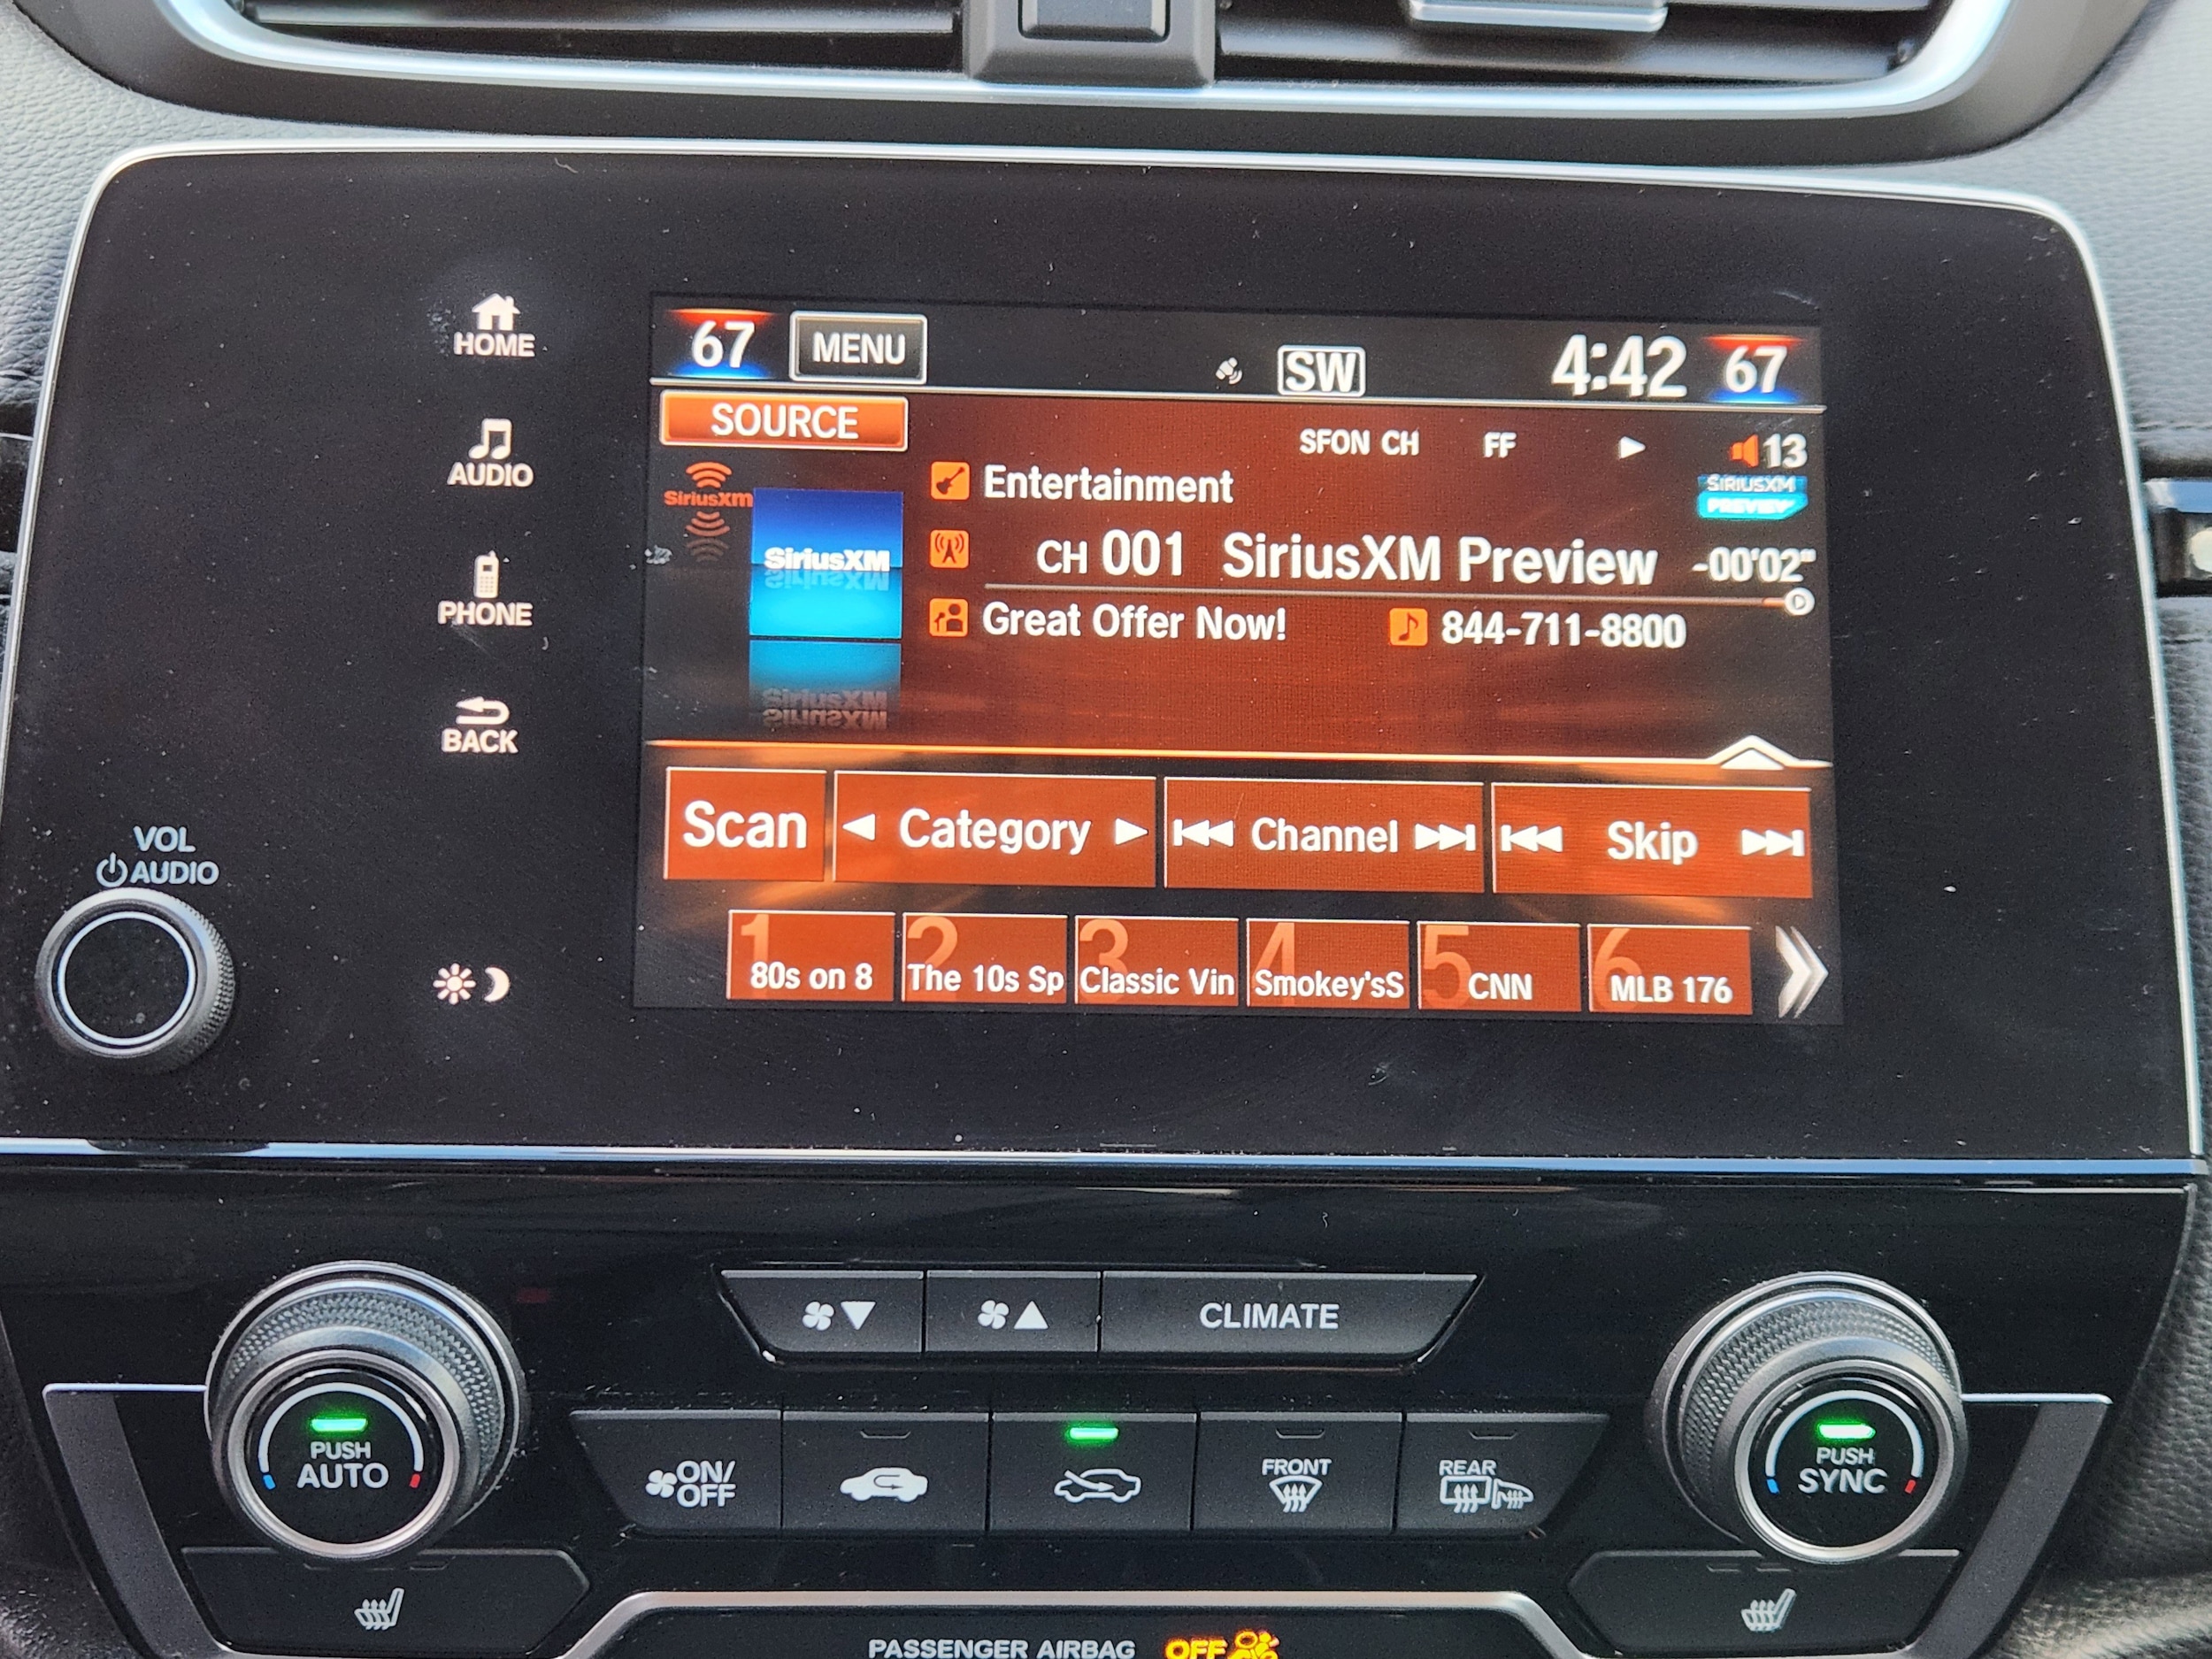 HOME
AUDIO
PHONE
BACK
VOL
AUDIO
67 MENU SW 4:42 67
SOURCE
SFON CH FF 13
SiriusXM
SiriusXM
SiriusXM
SiriusXM
SiriusXM
Entertainment
SIRIUSXM
PREVIEW
CH 001 SiriusXM Preview -00'02"
Great Offer Now! 844-711-8800
Scan Category Channel Skip
1 80s on 8
2 The 10s Sp
3 Classic Vin
4 Smokey'sS
5 CNN
6 MLB 176
CLIMATE
PUSH
AUTO
ON/
OFF
FRONT
REAR
PUSH
SYNC
PASSENGER AIRBAG OFF